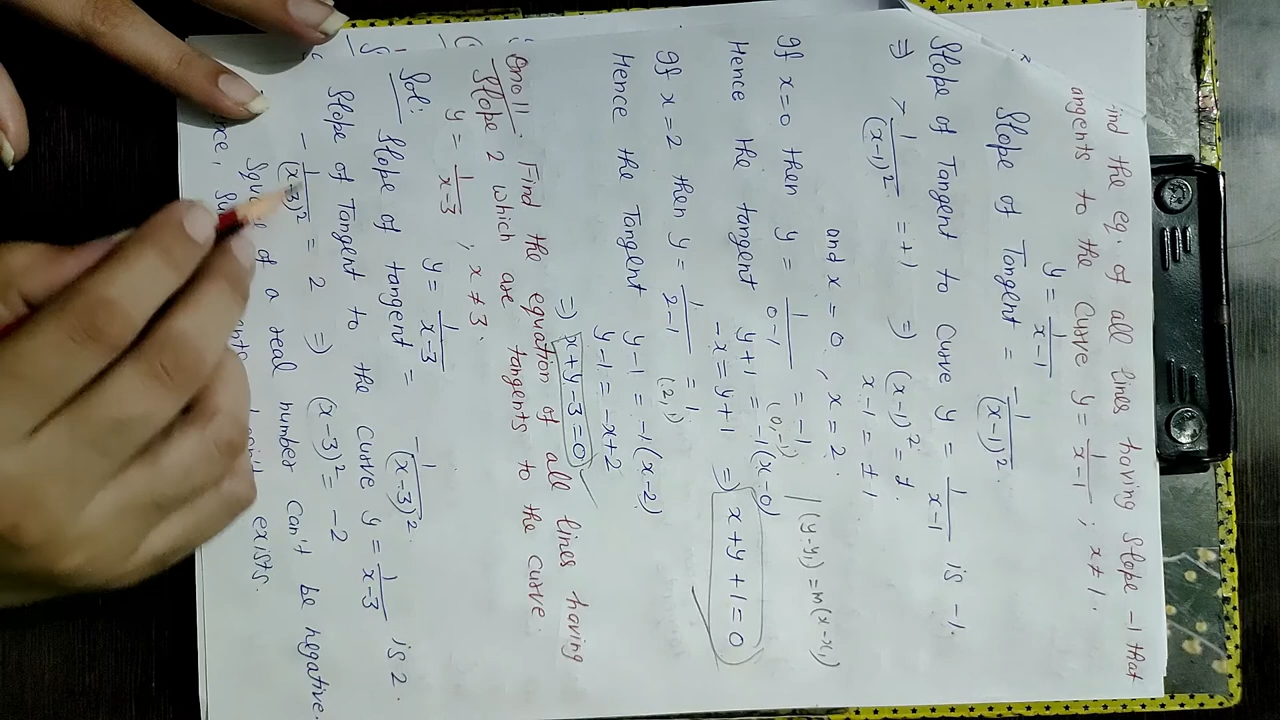 ind the eq. of all lines having slope -1 that
angents to the curve y = 1/(x-1) ; x ≠ 1.
y = 1/(x-1)
Slope of Tangent = -1/(x-1)².
Slope of Tangent to Curve y = 1/(x-1) is -1.
⇒ 1/(x-1)² = +1 ⇒ (x-1)² = 1.
x-1 = ±1
and x = 0, x = 2.
If x=0 then y = 1/(0-1) = -1 (0,-1) | (y-y₁) = m(x-x₁)
Hence the tangent y+1 = -1(x-0)
-x = y+1 ⇒ x+y+1=0
If x=2 then y = 1/(2-1) = 1 (2,1)
Hence the Tangent y-1 = -1(x-2)
y-1 = -x+2
⇒ x+y-3=0
Qno 11. Find the equation of all lines having
Slope 2 which are tangents to the curve
y = 1/(x-3) ; x ≠ 3.
Sol: y = 1/(x-3)
Slope of tangent = -1/(x-3)².
Slope of Tangent to the curve y = 1/(x-3) is 2.
-1/(x-3)² = 2 ⇒ (x-3)² = -2
of a real number can't be negative.
exists.